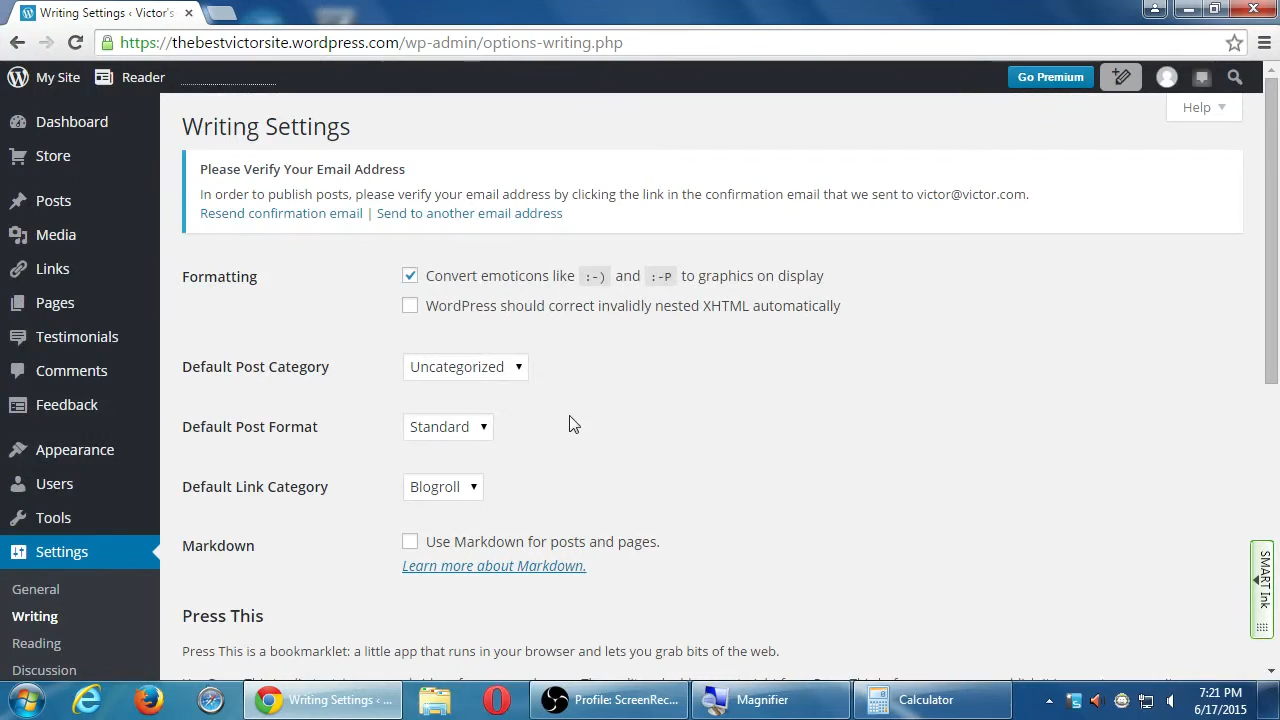 Writing Settings ‹ Victor's
https://thebestvictorsite.wordpress.com/wp-admin/options-writing.php
My Site
Reader
Go Premium
Dashboard
Store
Posts
Media
Links
Pages
Testimonials
Comments
Feedback
Appearance
Users
Tools
Settings
General
Writing
Reading
Discussion
Help
Writing Settings
Please Verify Your Email Address
In order to publish posts, please verify your email address by clicking the link in the confirmation email that we sent to victor@victor.com.
Resend confirmation email | Send to another email address
Formatting
Convert emoticons like :-) and :-P to graphics on display
WordPress should correct invalidly nested XHTML automatically
Default Post Category
Uncategorized
Default Post Format
Standard
Default Link Category
Blogroll
Markdown
Use Markdown for posts and pages.
Learn more about Markdown.
Press This
Press This is a bookmarklet: a little app that runs in your browser and lets you grab bits of the web.
SMART Ink
Writing Settings ‹ ...
Profile: ScreenRec...
Magnifier
Calculator
7:21 PM
6/17/2015